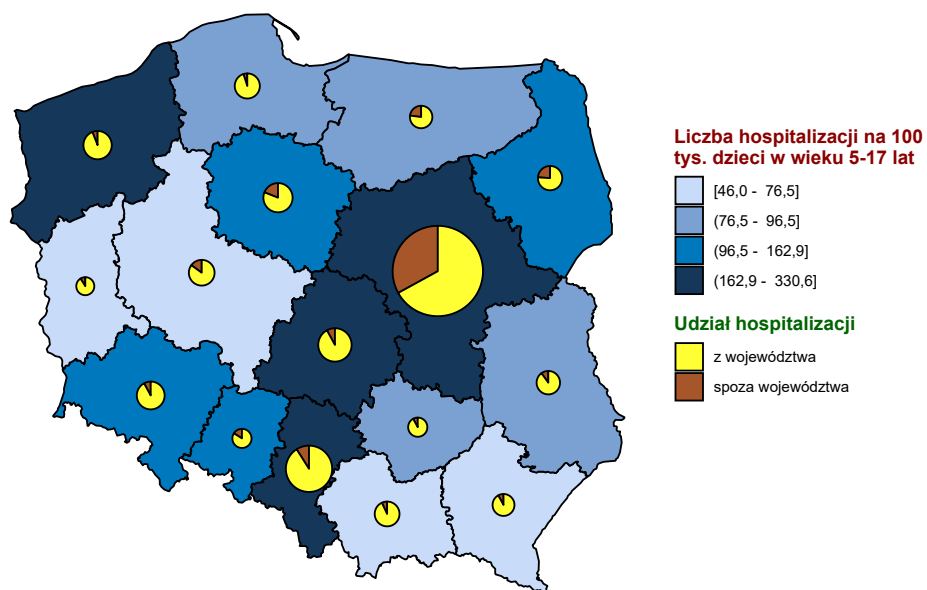 Liczba hospitalizacji na 100
tys. dzieci w wieku 5-17 lat
[46,0 - 76,5]
(76,5 - 96,5]
(96,5 - 162,9]
(162,9 - 330,6]
Udział hospitalizacji
z województwa
spoza województwa